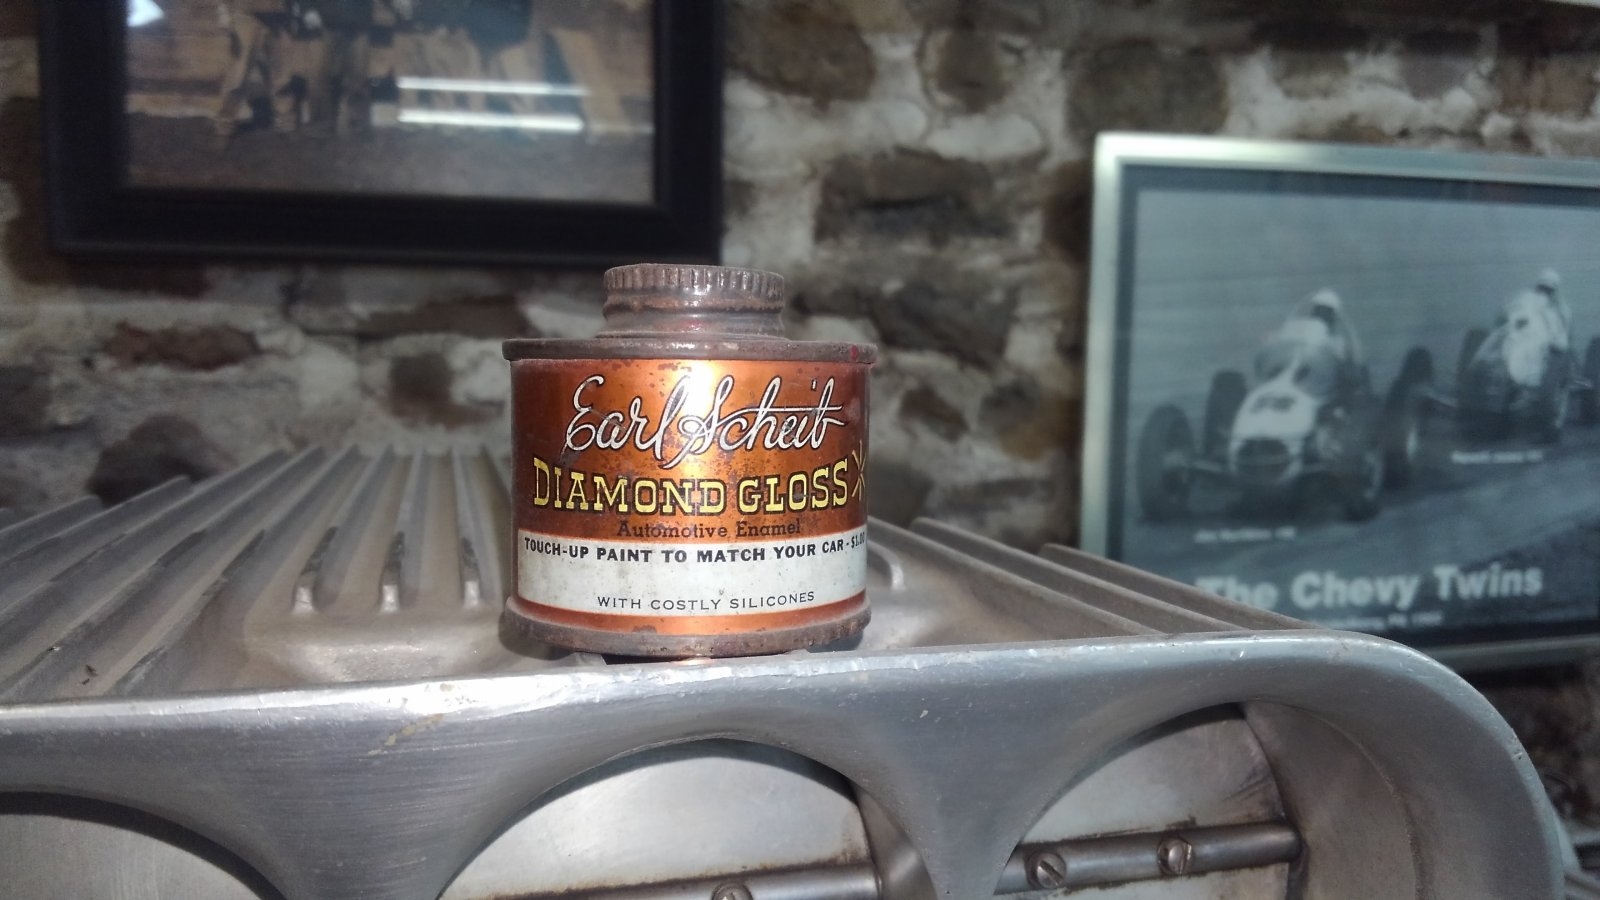 Earl Scheib
DIAMOND GLOSS
Automotive Enamel
TOUCH-UP PAINT TO MATCH YOUR CAR - $1.00
WITH COSTLY SILICONES
The Chevy Twins